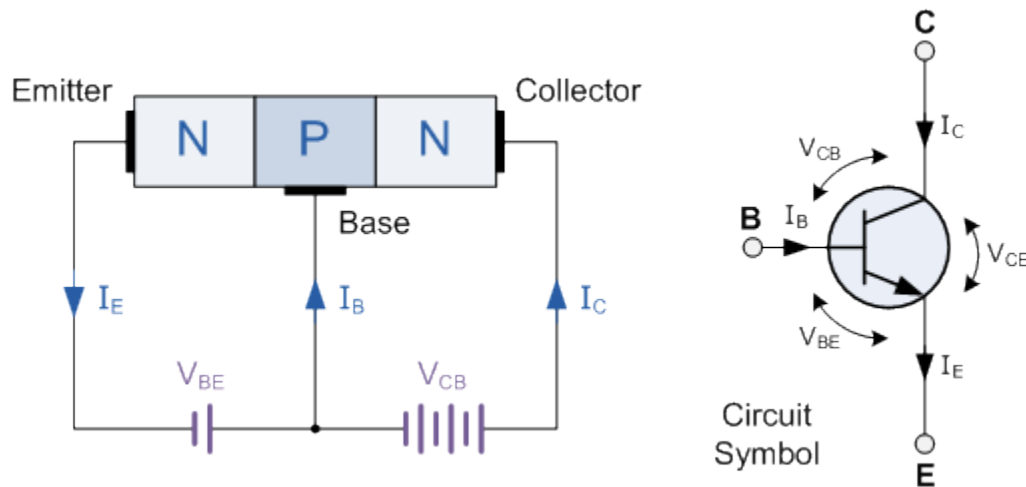 Emitter
Collector
N
P
N
Base
I_E
I_B
I_C
V_BE
V_CB
C
I_C
V_CB
B
I_B
V_CE
V_BE
I_E
Circuit
Symbol
E